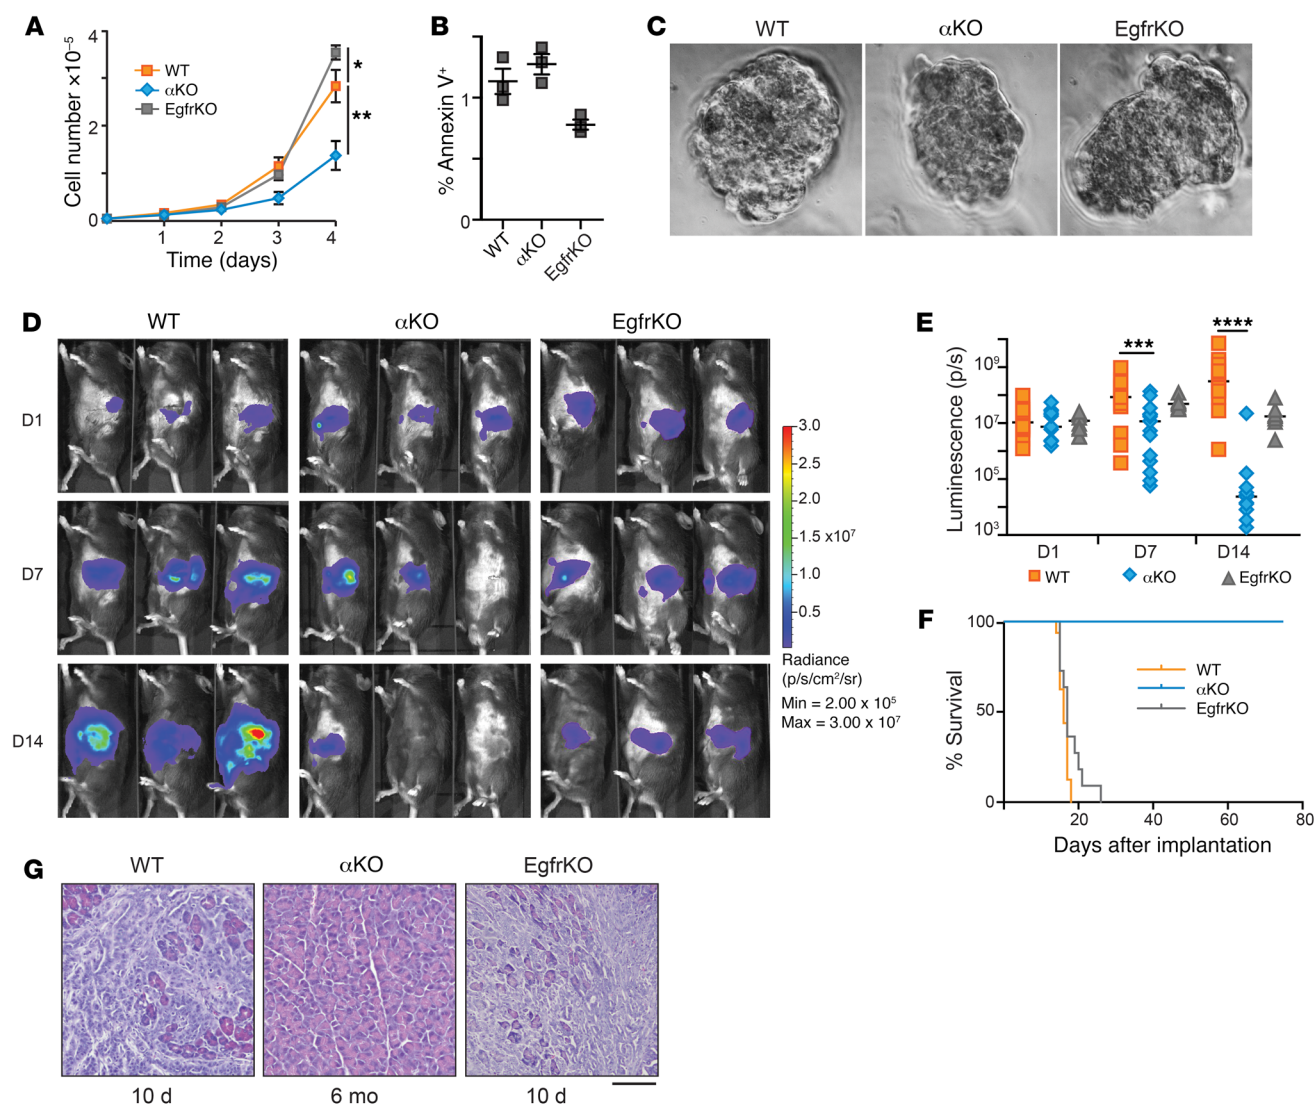 A
Cell number ×10⁻⁵
4
2
0
1
2
3
4
Time (days)
WT
αKO
EgfrKO
*
**
B
% Annexin V⁺
1
0
WT
αKO
EgfrKO
C
WT
αKO
EgfrKO
D
WT
αKO
EgfrKO
D1
D7
D14
3.0
2.5
2.0
1.5 x10⁷
1.0
0.5
Radiance
(p/s/cm²/sr)
Min = 2.00 x 10⁵
Max = 3.00 x 10⁷
E
Luminescence (p/s)
10⁹
10⁷
10⁵
10³
***
****
D1
D7
D14
WT
αKO
EgfrKO
F
% Survival
100
50
0
20
40
60
80
Days after implantation
WT
αKO
EgfrKO
G
WT
αKO
EgfrKO
10 d
6 mo
10 d